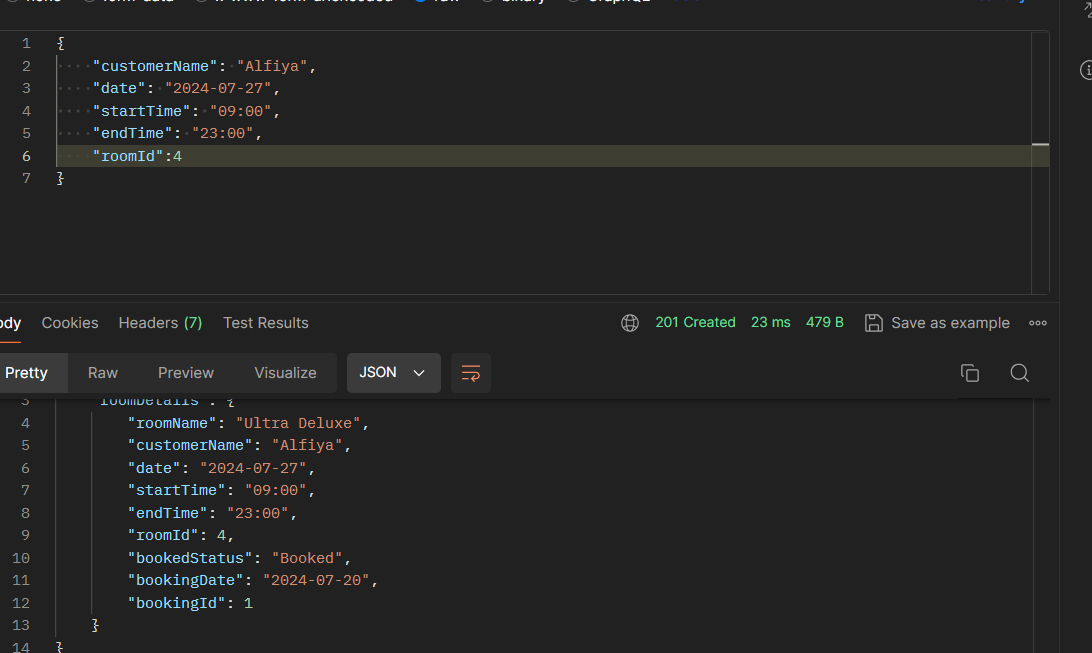 1 {
2 "customerName": "Alfiya",
3 "date": "2024-07-27",
4 "startTime": "09:00",
5 "endTime": "23:00",
6 "roomId":4
7 }
Cookies Headers (7) Test Results 201 Created 23 ms 479 B Save as example
Pretty Raw Preview Visualize JSON
3 "roomDetails": {
4 "roomName": "Ultra Deluxe",
5 "customerName": "Alfiya",
6 "date": "2024-07-27",
7 "startTime": "09:00",
8 "endTime": "23:00",
9 "roomId": 4,
10 "bookedStatus": "Booked",
11 "bookingDate": "2024-07-20",
12 "bookingId": 1
13 }
14 }